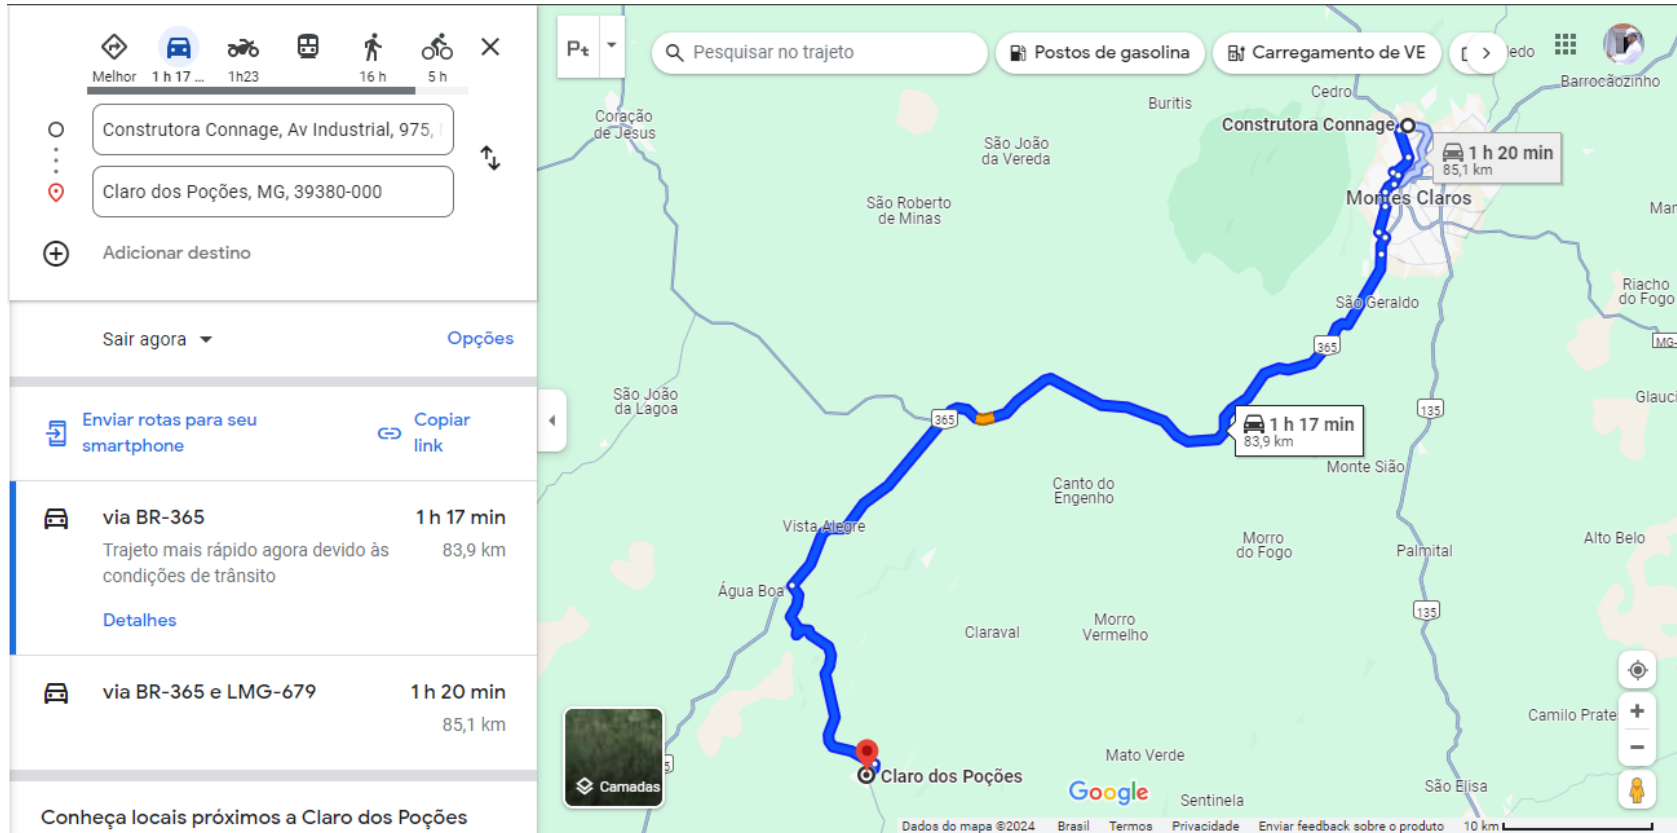 Melhor
1 h 17 ...
1h23
16 h
5 h
Construtora Connage, Av Industrial, 975,
Claro dos Poções, MG, 39380-000
Adicionar destino
Sair agora
Opções
Enviar rotas para seu
smartphone
Copiar
link
via BR-365
1 h 17 min
Trajeto mais rápido agora devido às
83,9 km
condições de trânsito
Detalhes
via BR-365 e LMG-679
1 h 20 min
85,1 km
Conheça locais próximos a Claro dos Poções
Pesquisar no trajeto
Postos de gasolina
Carregamento de VE
Barrocãozinho
Cedro
Buritis
Coração
de Jesus
Construtora Connage
1 h 20 min
85,1 km
São João
da Vereda
Montes Claros
São Roberto
de Minas
Riacho
do Fogo
São Geraldo
365
MG-
São João
da Lagoa
365
135
1 h 17 min
83,9 km
Monte Sião
Canto do
Engenho
Vista Alegre
Morro
do Fogo
Palmital
Alto Belo
Água Boa
135
Claraval
Morro
Vermelho
Camilo Prate
Mato Verde
Claro dos Poções
Camadas
Google
Sentinela
São Elisa
Dados do mapa ©2024
Brasil
Termos
Privacidade
Enviar feedback sobre o produto
10 km